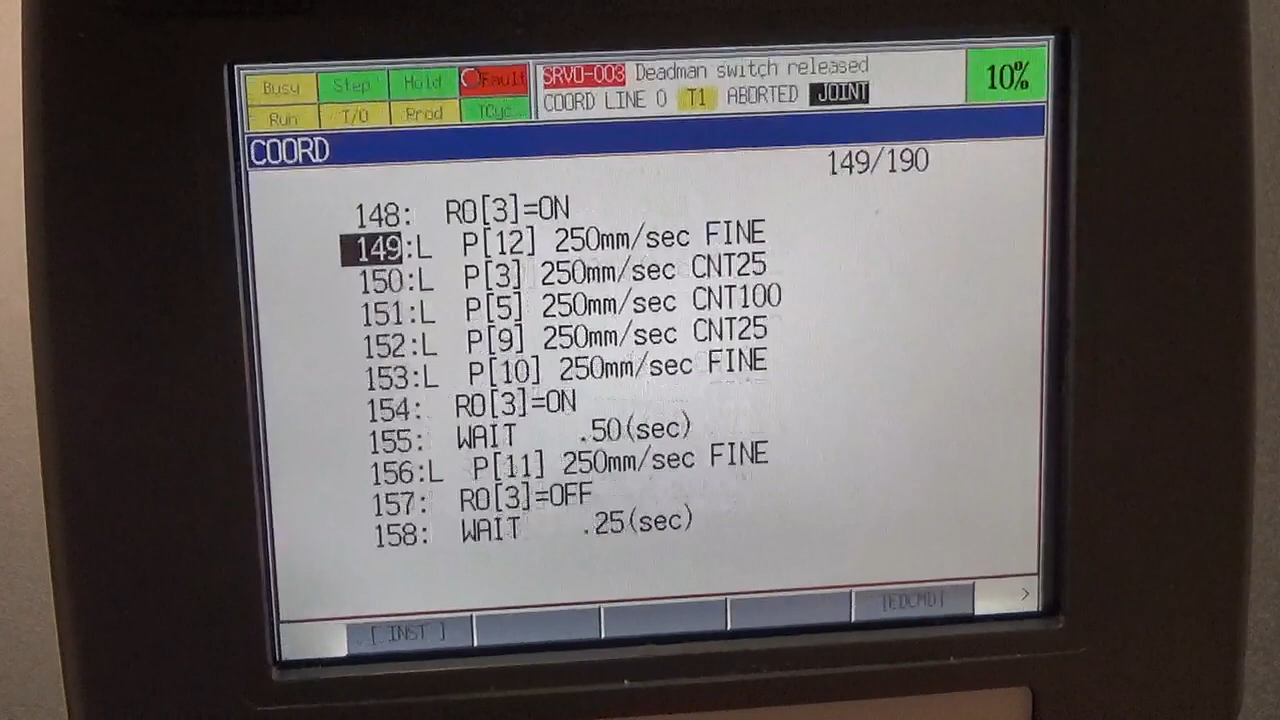 Busy Step Hold Fault SRVO-003 Deadman switch released 10%
Run I/O Prod TCyc COORD LINE 0 T1 ABORTED JOINT
COORD
149/190
148: RO[3]=ON
149:L P[12] 250mm/sec FINE
150:L P[3] 250mm/sec CNT25
151:L P[5] 250mm/sec CNT100
152:L P[9] 250mm/sec CNT25
153:L P[10] 250mm/sec FINE
154: RO[3]=ON
155: WAIT .50(sec)
156:L P[11] 250mm/sec FINE
157: RO[3]=OFF
158: WAIT .25(sec)
[ INST ] [EDCMD] >